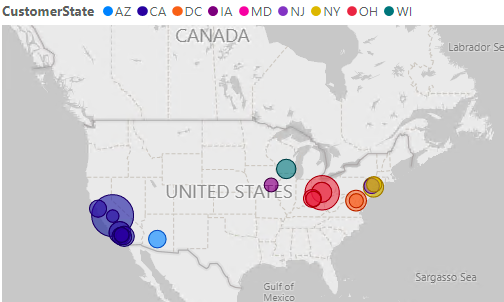 CustomerState AZ CA DC IA MD NJ NY OH WI
CANADA
Labrador Se
UNITED STATES
Sargasso Sea
Gulf of
Mexico